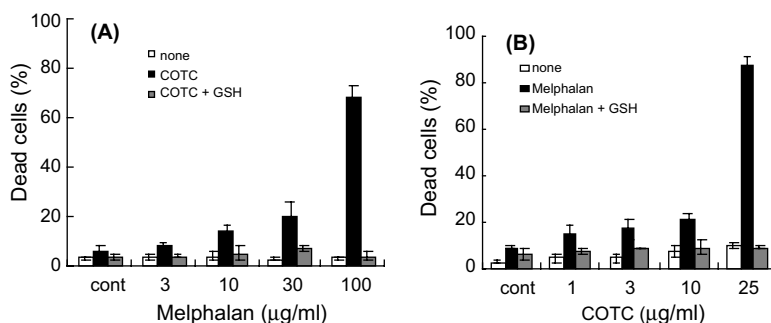 (A)
none
COTC
COTC + GSH
Dead cells (%)
100
80
60
40
20
0
cont 3 10 30 100
Melphalan (μg/ml)
(B)
none
Melphalan
Melphalan + GSH
Dead cells (%)
100
80
60
40
20
0
cont 1 3 10 25
COTC (μg/ml)